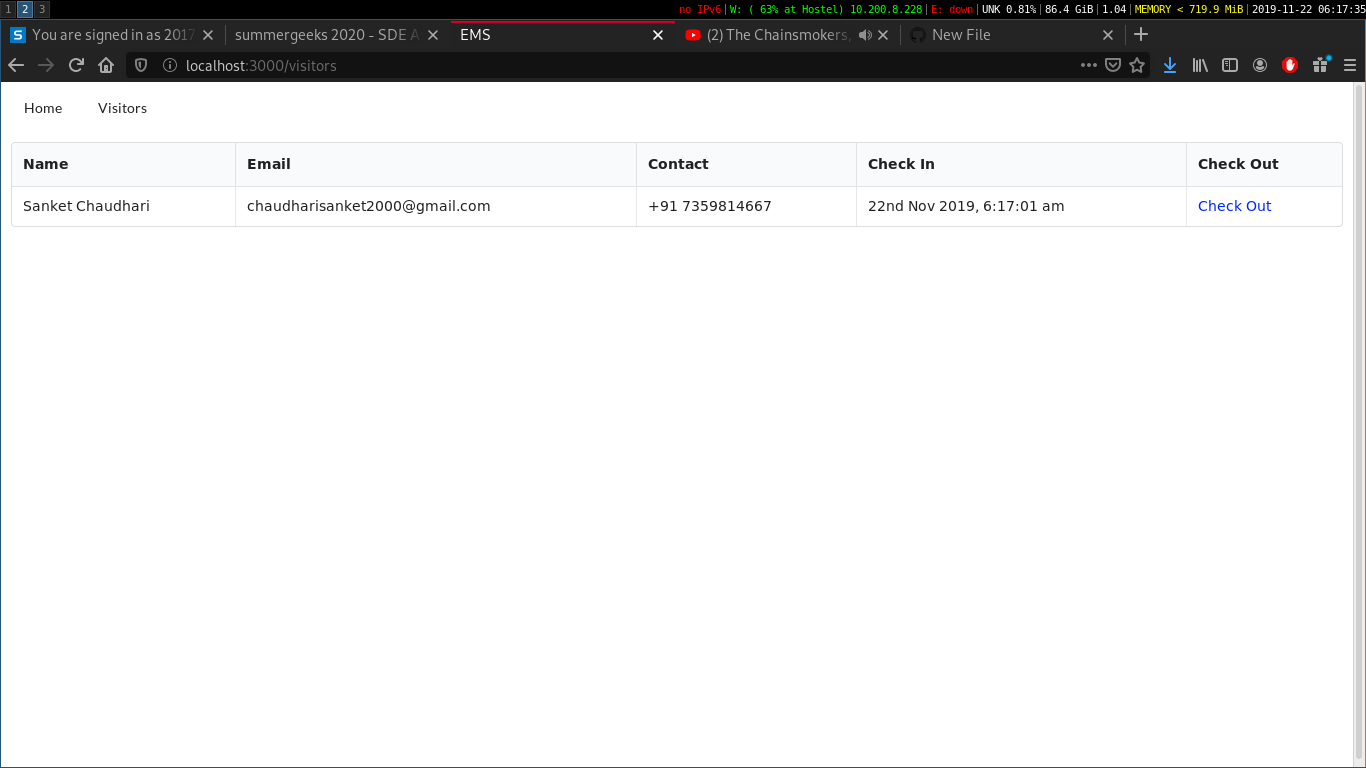 1 2 3 no IPv6 W: ( 63% at Hostel) 10.200.8.228 E: down UNK 0.81% 86.4 GiB 1.04 MEMORY < 719.9 MiB 2019-11-22 06:17:35
You are signed in as 2017 summergeeks 2020 - SDE A EMS (2) The Chainsmokers, New File
localhost:3000/visitors
Home Visitors
Name Email Contact Check In Check Out
Sanket Chaudhari chaudharisanket2000@gmail.com +91 7359814667 22nd Nov 2019, 6:17:01 am Check Out